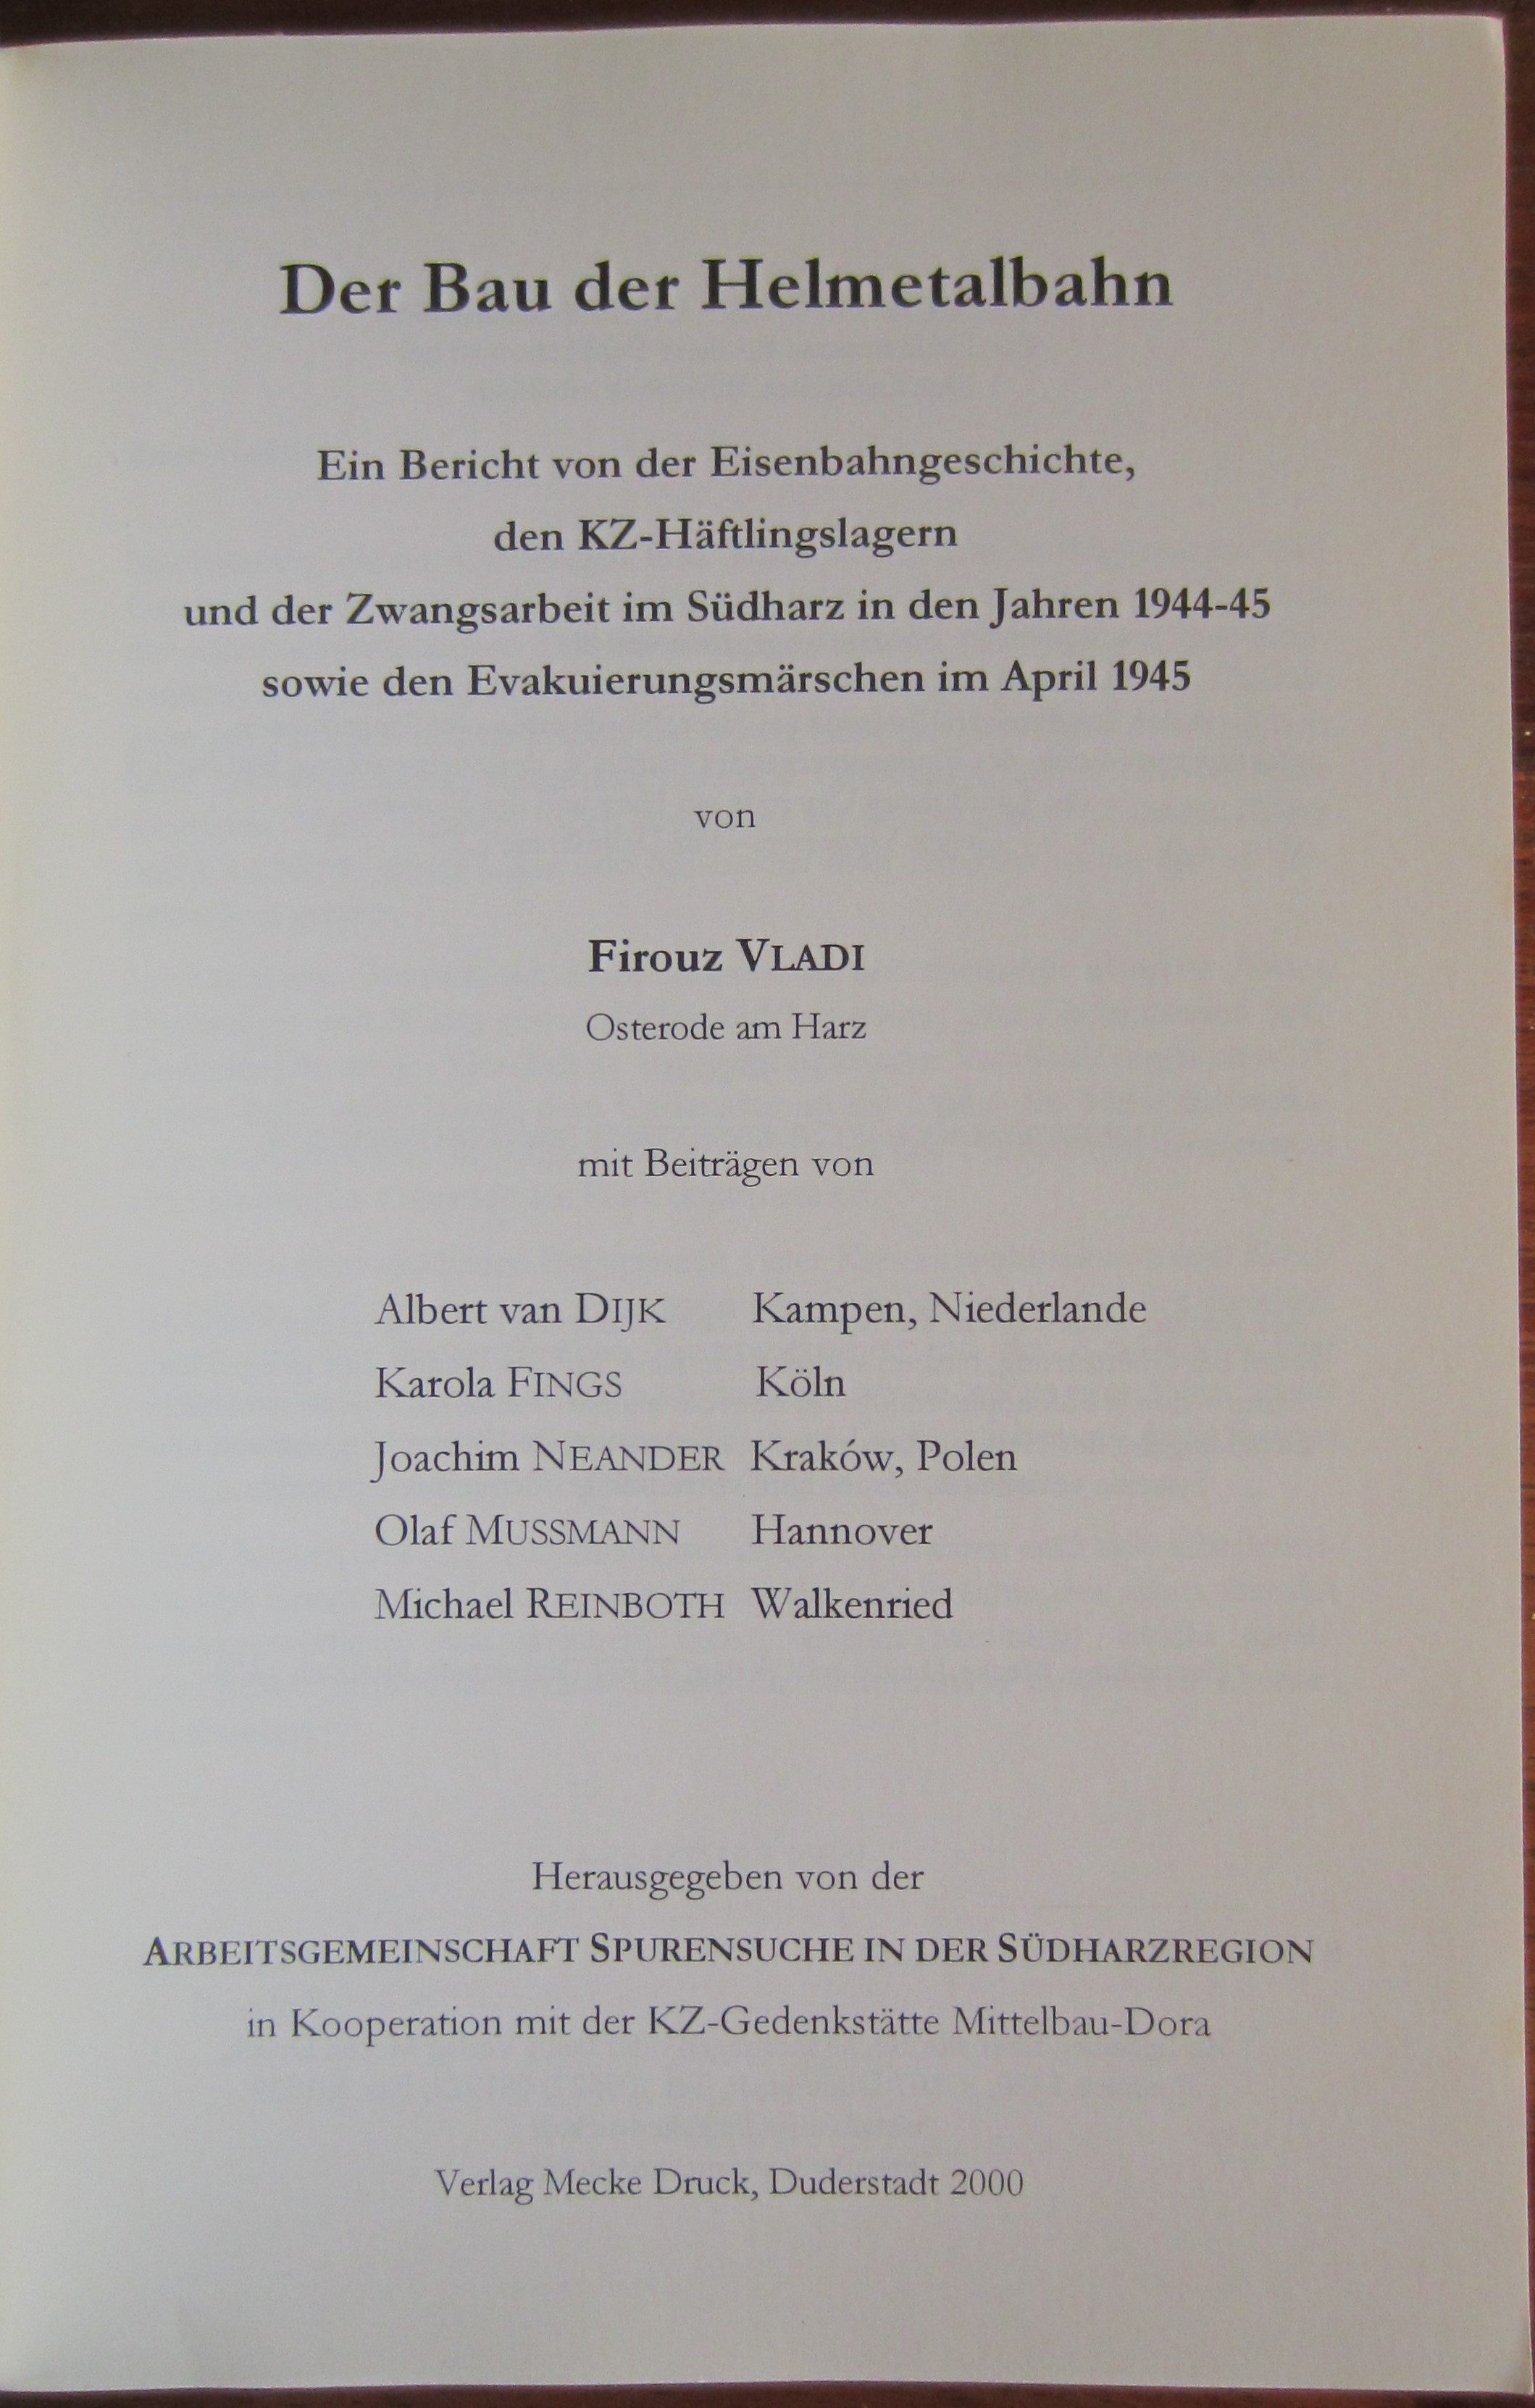 Der Bau der Helmetalbahn
Ein Bericht von der Eisenbahngeschichte,
den KZ-Häftlingslagern
und der Zwangsarbeit im Südharz in den Jahren 1944-45
sowie den Evakuierungsmärschen im April 1945
von
Firouz VLADI
Osterode am Harz
mit Beiträgen von
Albert van DIJK Kampen, Niederlande
Karola FINGS Köln
Joachim NEANDER Kraków, Polen
Olaf MUSSMANN Hannover
Michael REINBOTH Walkenried
Herausgegeben von der
ARBEITSGEMEINSCHAFT SPURENSUCHE IN DER SÜDHARZREGION
in Kooperation mit der KZ-Gedenkstätte Mittelbau-Dora
Verlag Mecke Druck, Duderstadt 2000